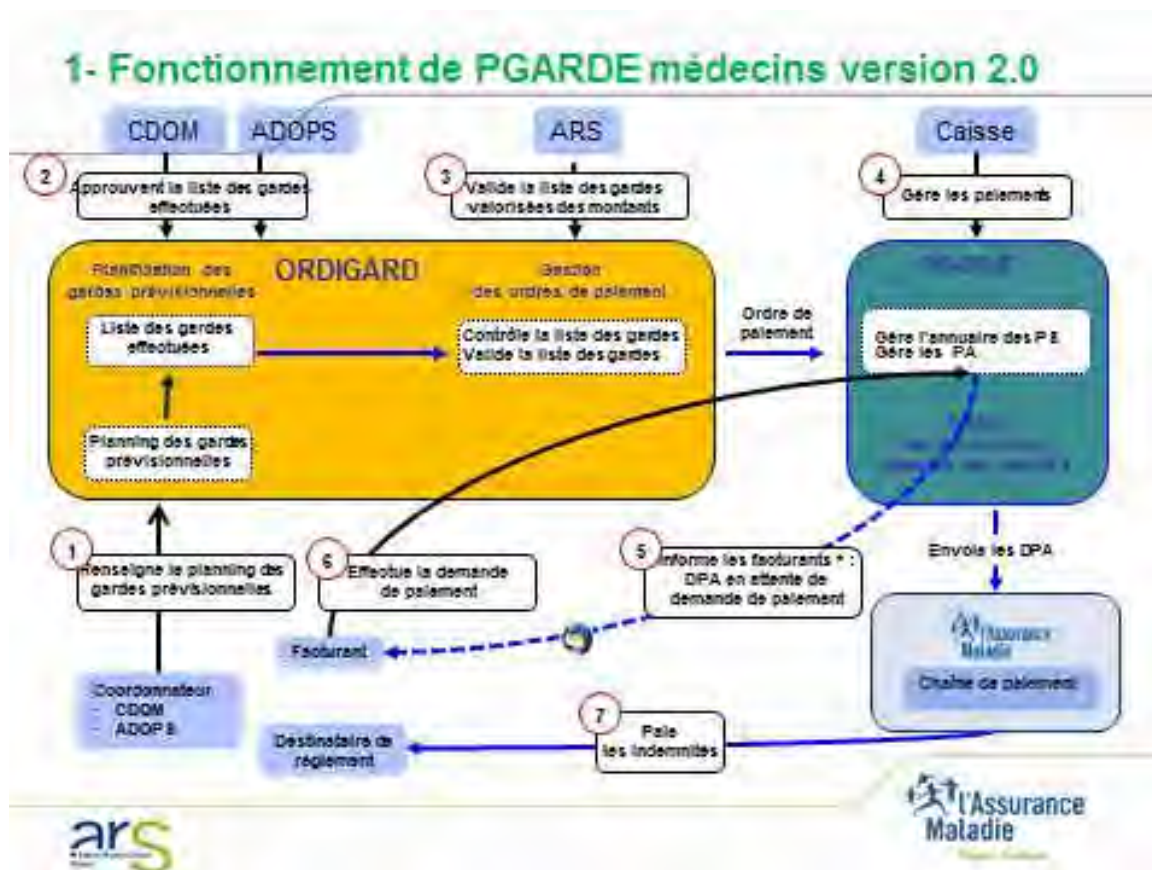 1- Fonctionnement de PGARDE médecins version 2.0
CDOM
ADOPS
ARS
Caisse
2
Approuvent la liste des gardes
effectuées
3
Valide la liste des gardes
valorisées des montants
4
Gère les paiements
Planification des
gardes prévisionnelles
ORDIGARD
Gestion
des ordres de paiement
Liste des gardes
effectuées
Contrôle la liste des gardes
Valide la liste des gardes
Ordre de
paiement
PGARDE
Gère l'annuaire des PS
Gère les PA
Planning des gardes
prévisionnelles
1
Renseigne le planning des
gardes prévisionnelles
6
Effectue la demande
de paiement
5
Informe les facturants * :
DPA en attente de
demande de paiement
Envoie les DPA
Facturant
l'Assurance
Maladie
Chaîne de paiement
Coordonnateur
- CDOM
- ADOPS
7
Paie
les indemnités
Destinataire de
règlement
ars
l'Assurance
Maladie